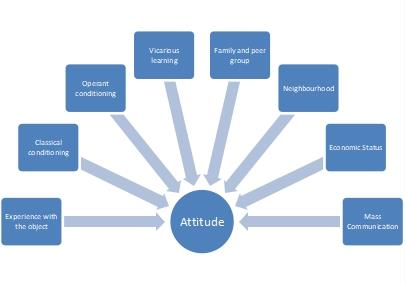 Vicarious
learning
Family and peer
group
Operant
conditioning
Neighbourhood
Classical
conditioning
Economic Status
Experience with
the object
Attitude
Mass
Communication